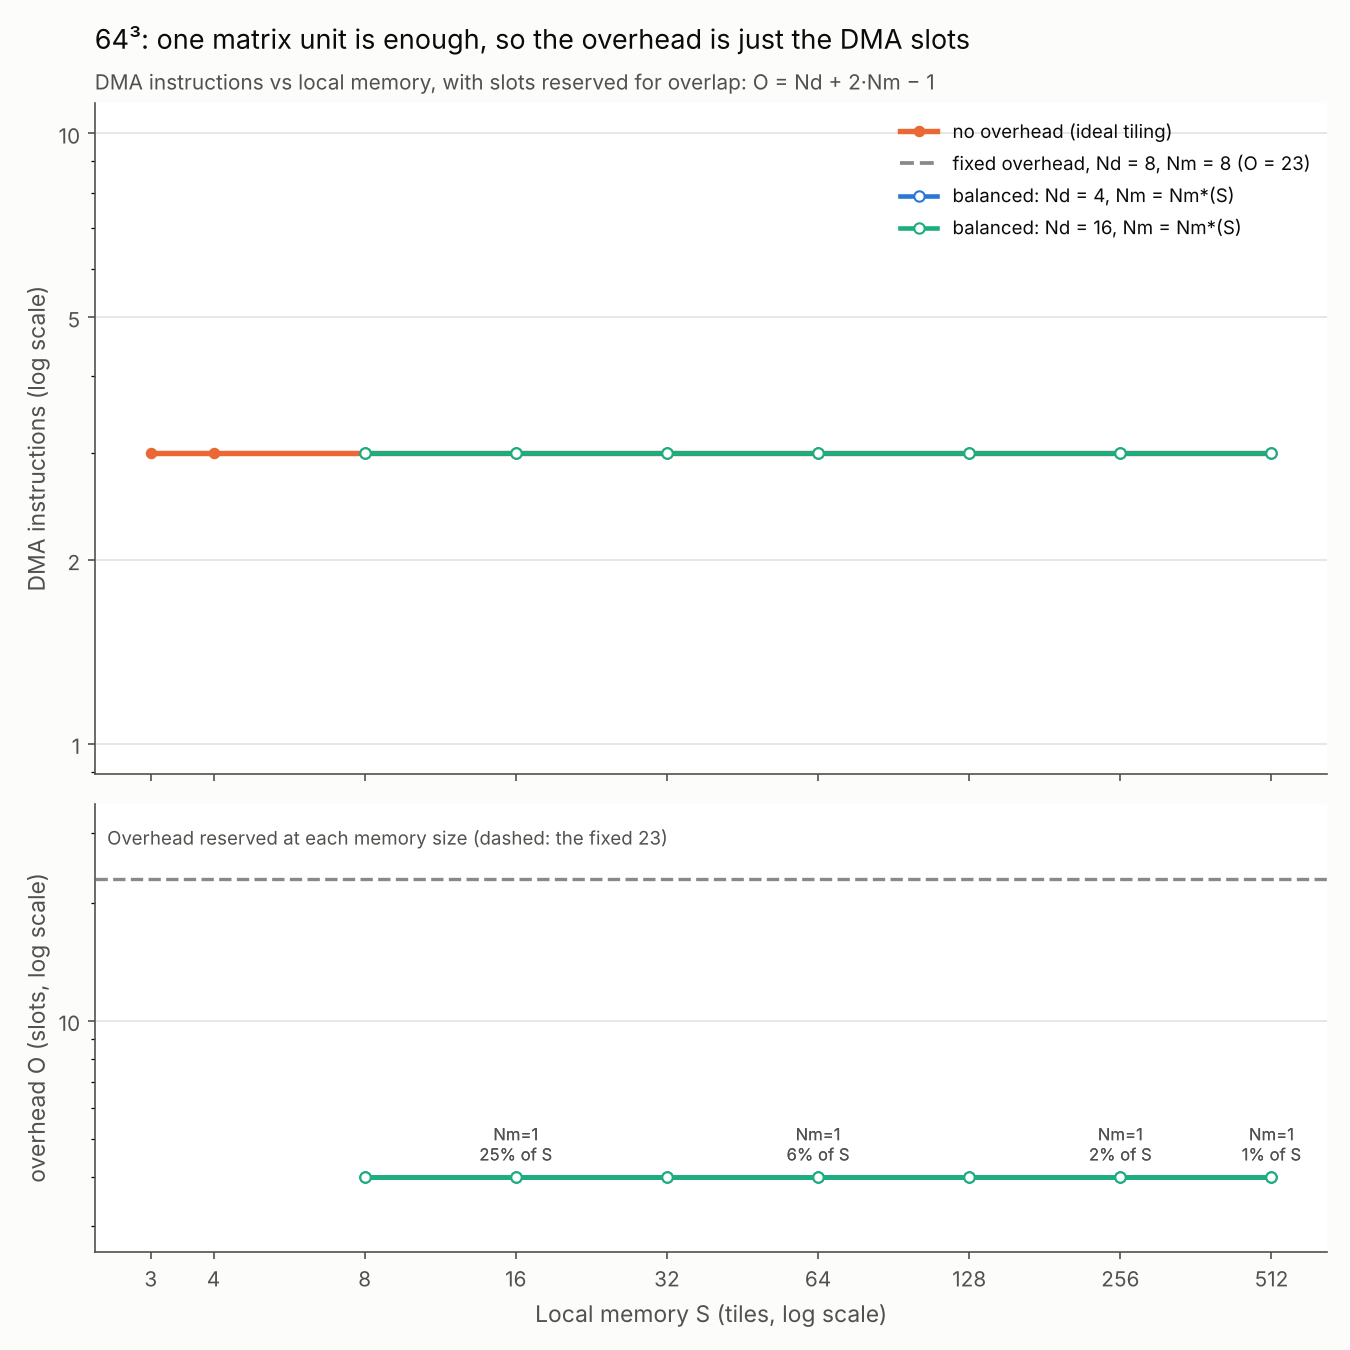 64³: one matrix unit is enough, so the overhead is just the DMA slots
DMA instructions vs local memory, with slots reserved for overlap: O = Nd + 2·Nm − 1
no overhead (ideal tiling)
fixed overhead, Nd = 8, Nm = 8 (O = 23)
balanced: Nd = 4, Nm = Nm*(S)
balanced: Nd = 16, Nm = Nm*(S)
DMA instructions (log scale)
10
5
2
1
Overhead reserved at each memory size (dashed: the fixed 23)
overhead O (slots, log scale)
10
Nm=1
25% of S
Nm=1
6% of S
Nm=1
2% of S
Nm=1
1% of S
3 4 8 16 32 64 128 256 512
Local memory S (tiles, log scale)